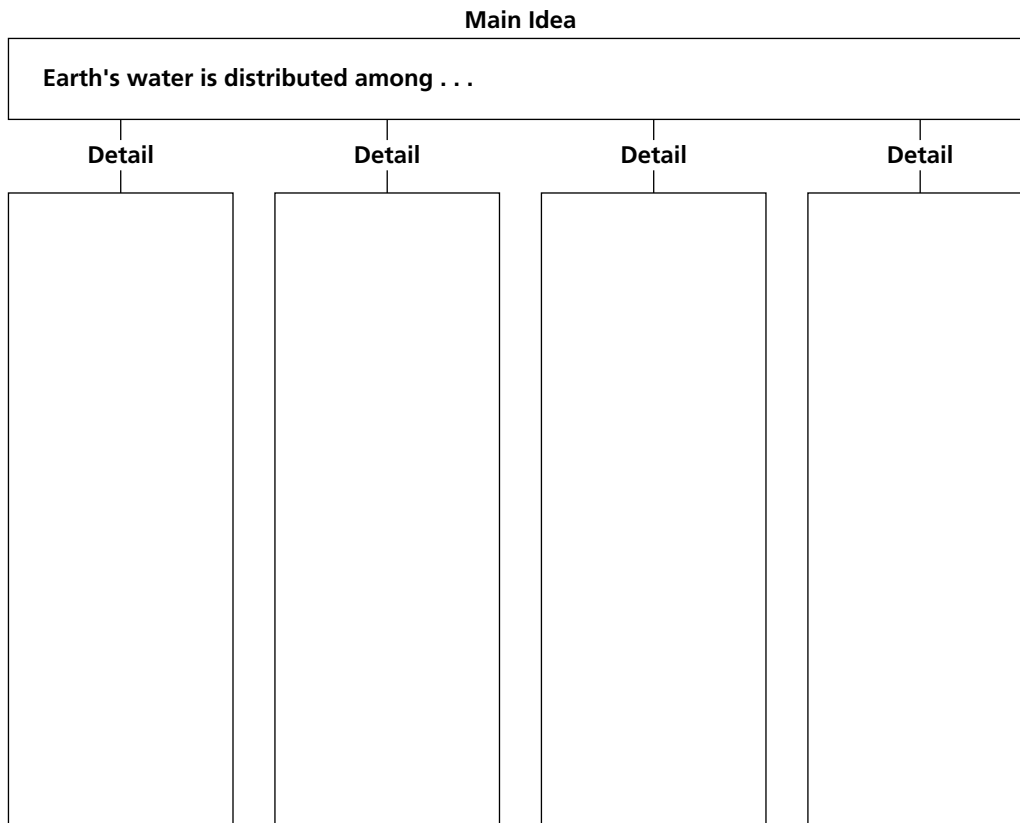 Main Idea
Earth's water is distributed among . . .
Detail Detail Detail Detail